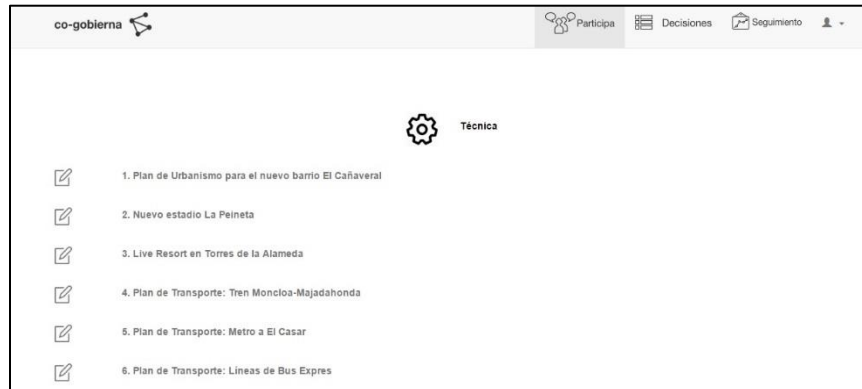 co-gobierna
Participa
Decisiones
Seguimiento
Técnica
1. Plan de Urbanismo para el nuevo barrio El Cañaveral
2. Nuevo estadio La Peineta
3. Live Resort en Torres de la Alameda
4. Plan de Transporte: Tren Moncloa-Majadahonda
5. Plan de Transporte: Metro a El Casar
6. Plan de Transporte: Líneas de Bus Expres